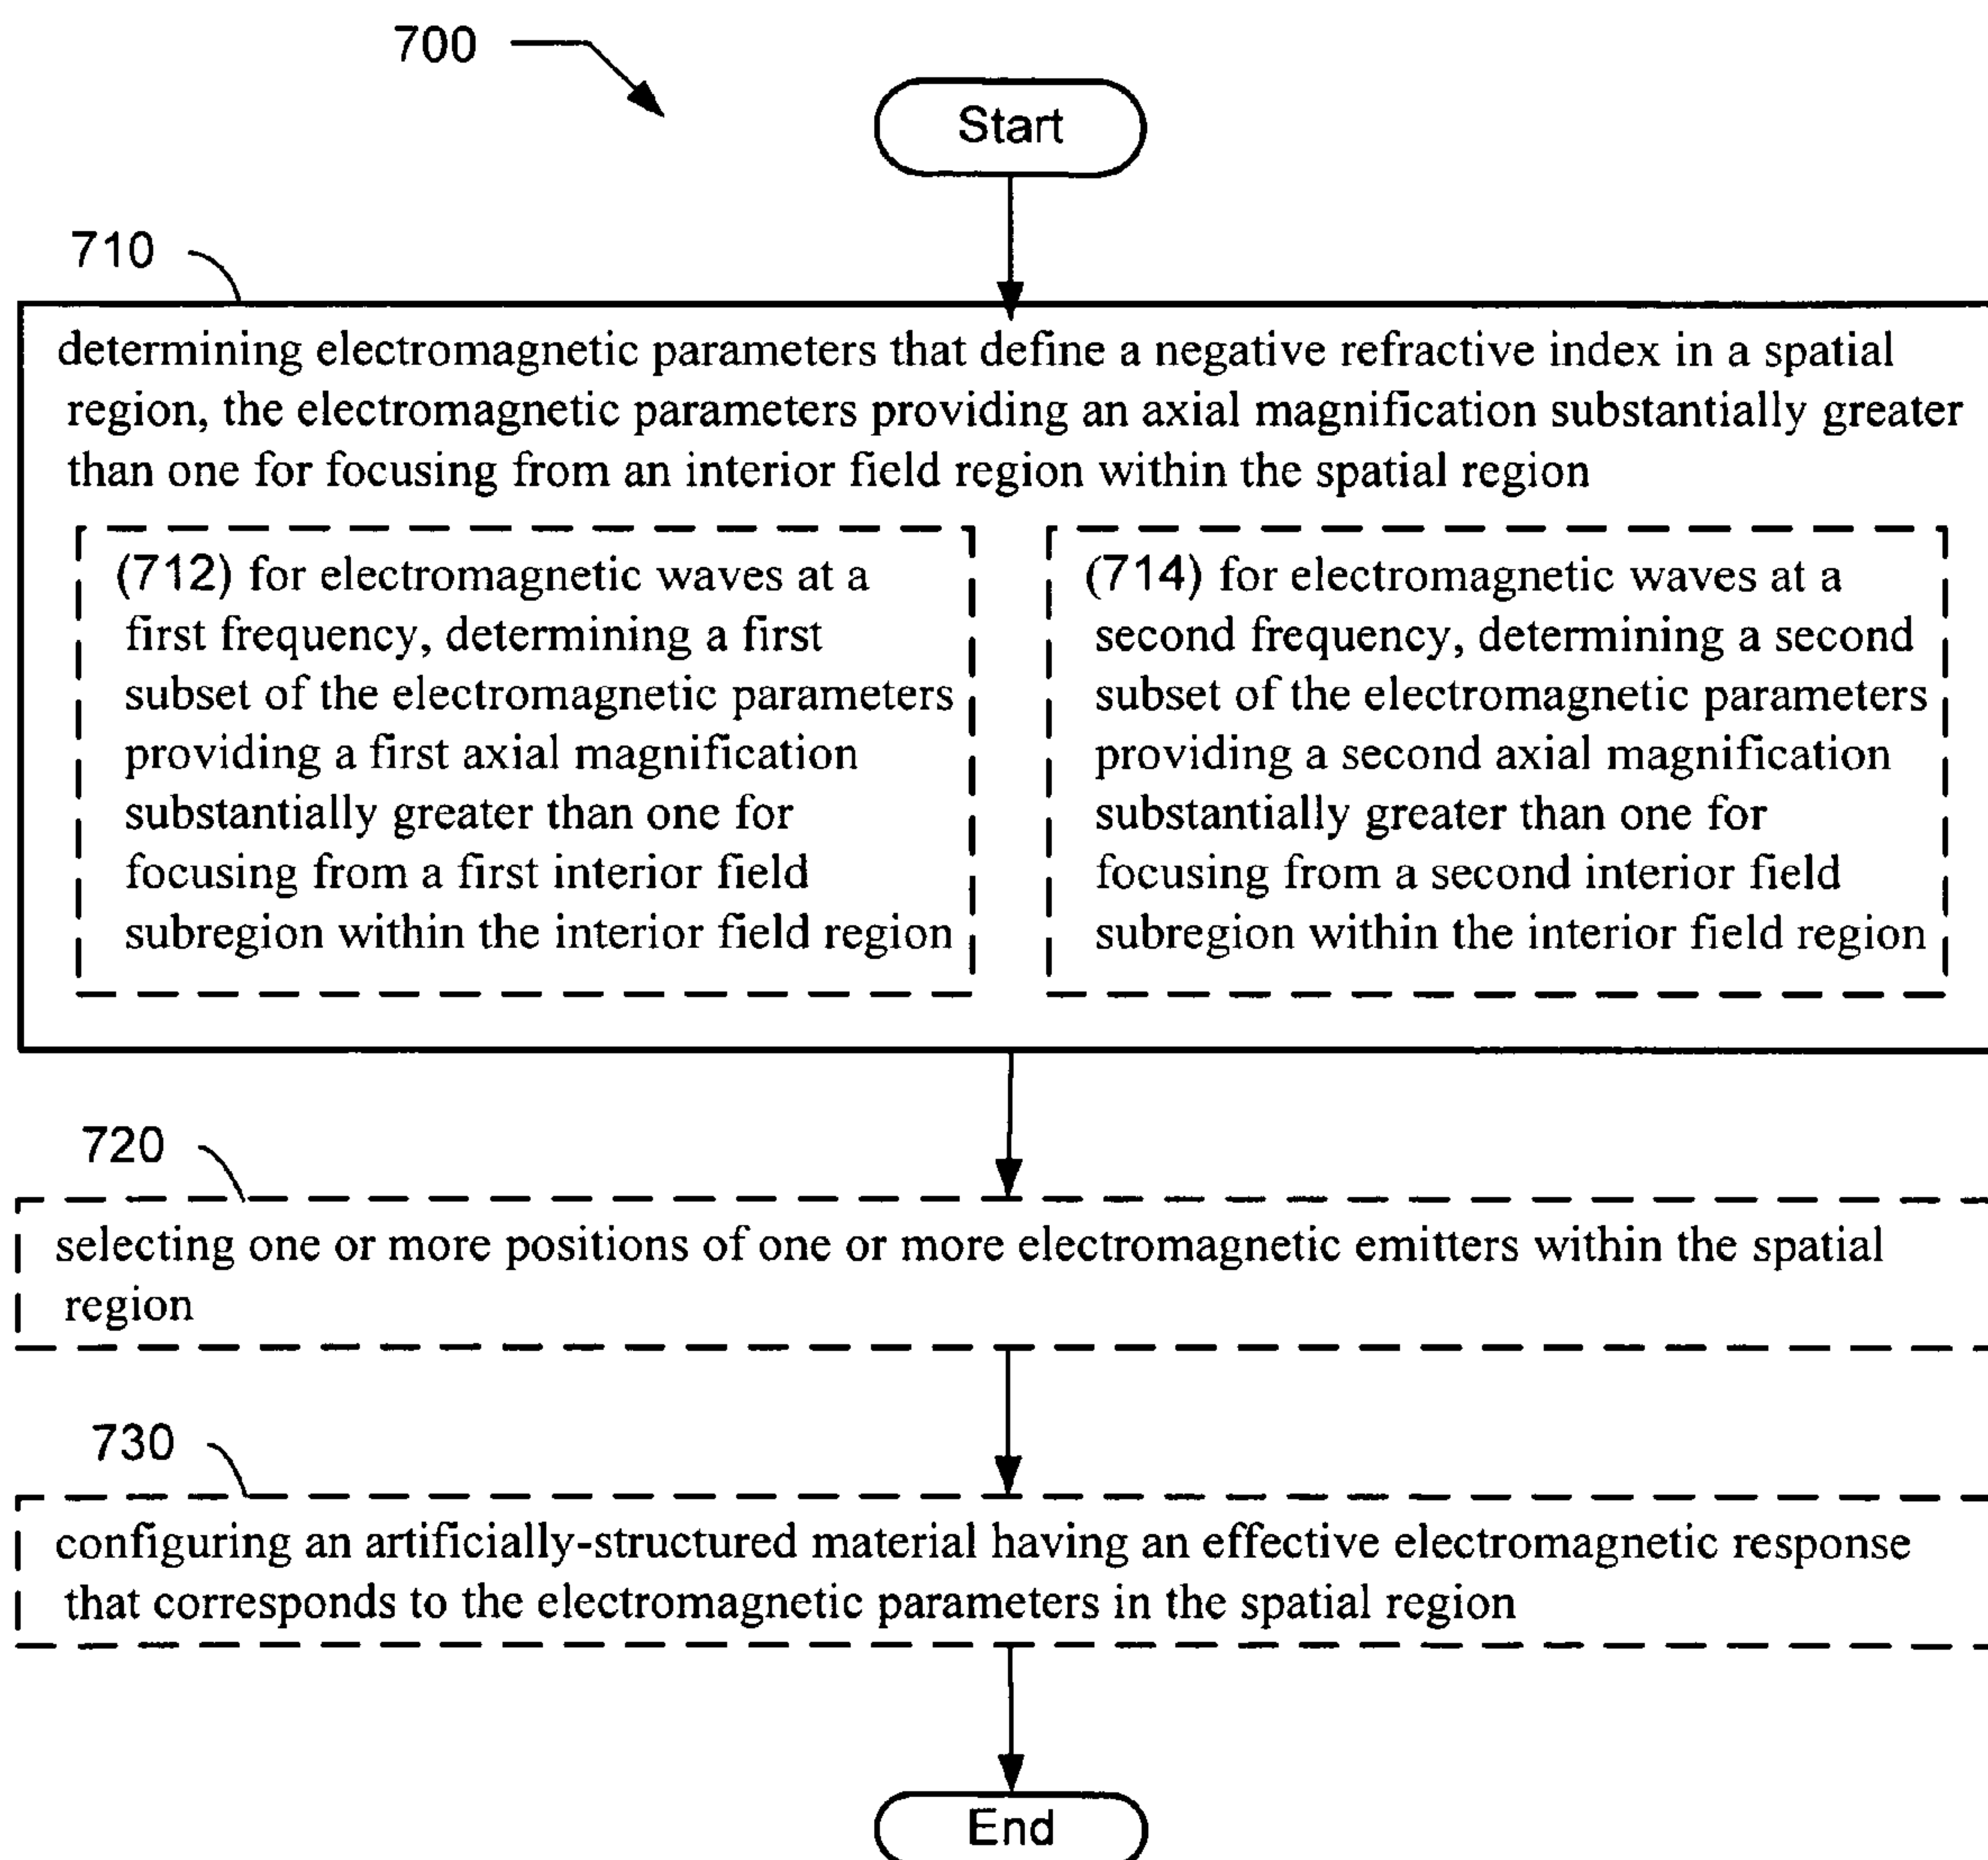 700
Start
710
determining electromagnetic parameters that define a negative refractive index in a spatial
region, the electromagnetic parameters providing an axial magnification substantially greater
than one for focusing from an interior field region within the spatial region
(712) for electromagnetic waves at a
first frequency, determining a first
subset of the electromagnetic parameters
providing a first axial magnification
substantially greater than one for
focusing from a first interior field
subregion within the interior field region
(714) for electromagnetic waves at a
second frequency, determining a second
subset of the electromagnetic parameters
providing a second axial magnification
substantially greater than one for
focusing from a second interior field
subregion within the interior field region
720
selecting one or more positions of one or more electromagnetic emitters within the spatial
region
730
configuring an artificially-structured material having an effective electromagnetic response
that corresponds to the electromagnetic parameters in the spatial region
End